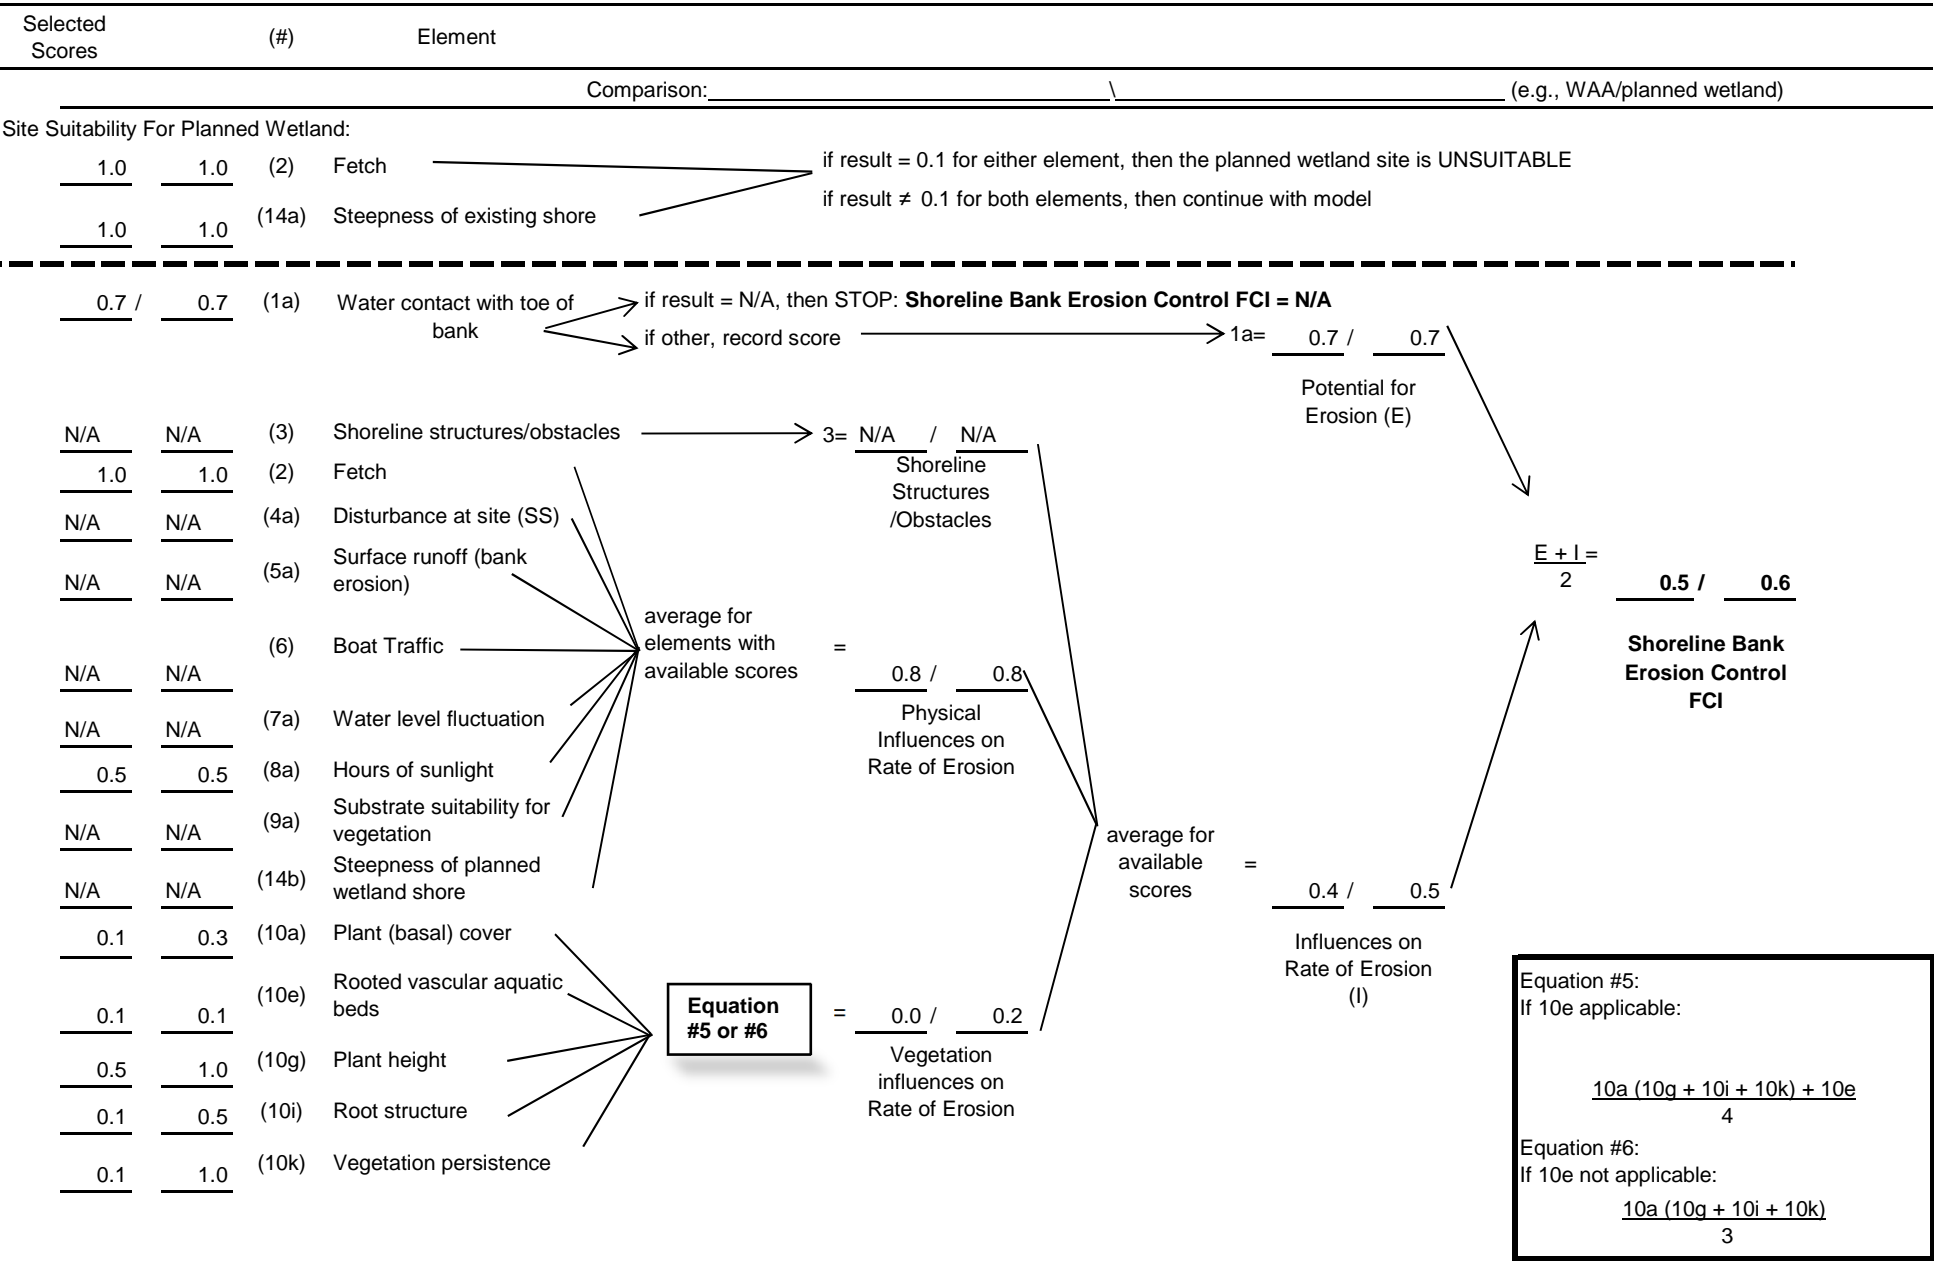 Selected
Scores
(#)
Element
Comparison: \ (e.g., WAA/planned wetland)
Site Suitability For Planned Wetland:
1.0 1.0 (2) Fetch
if result = 0.1 for either element, then the planned wetland site is UNSUITABLE
if result ≠ 0.1 for both elements, then continue with model
1.0 1.0 (14a) Steepness of existing shore
0.7 / 0.7 (1a) Water contact with toe of
bank
if result = N/A, then STOP: Shoreline Bank Erosion Control FCI = N/A
if other, record score
1a= 0.7 / 0.7
Potential for
Erosion (E)
N/A N/A (3) Shoreline structures/obstacles
3= N/A / N/A
Shoreline
Structures
/Obstacles
1.0 1.0 (2) Fetch
N/A N/A (4a) Disturbance at site (SS)
N/A N/A (5a) Surface runoff (bank
erosion)
N/A N/A (6) Boat Traffic
average for
elements with
available scores
= 0.8 / 0.8
Physical
Influences on
Rate of Erosion
N/A N/A (7a) Water level fluctuation
0.5 0.5 (8a) Hours of sunlight
N/A N/A (9a) Substrate suitability for
vegetation
N/A N/A (14b) Steepness of planned
wetland shore
average for
available
scores
= 0.4 / 0.5
Influences on
Rate of Erosion
(I)
E + I =
2
0.5 / 0.6
Shoreline Bank
Erosion Control
FCI
0.1 0.3 (10a) Plant (basal) cover
0.1 0.1 (10e) Rooted vascular aquatic
beds
0.5 1.0 (10g) Plant height
0.1 0.5 (10i) Root structure
0.1 1.0 (10k) Vegetation persistence
Equation
#5 or #6
= 0.0 / 0.2
Vegetation
influences on
Rate of Erosion
Equation #5:
If 10e applicable:
10a (10g + 10i + 10k) + 10e
4
Equation #6:
If 10e not applicable:
10a (10g + 10i + 10k)
3